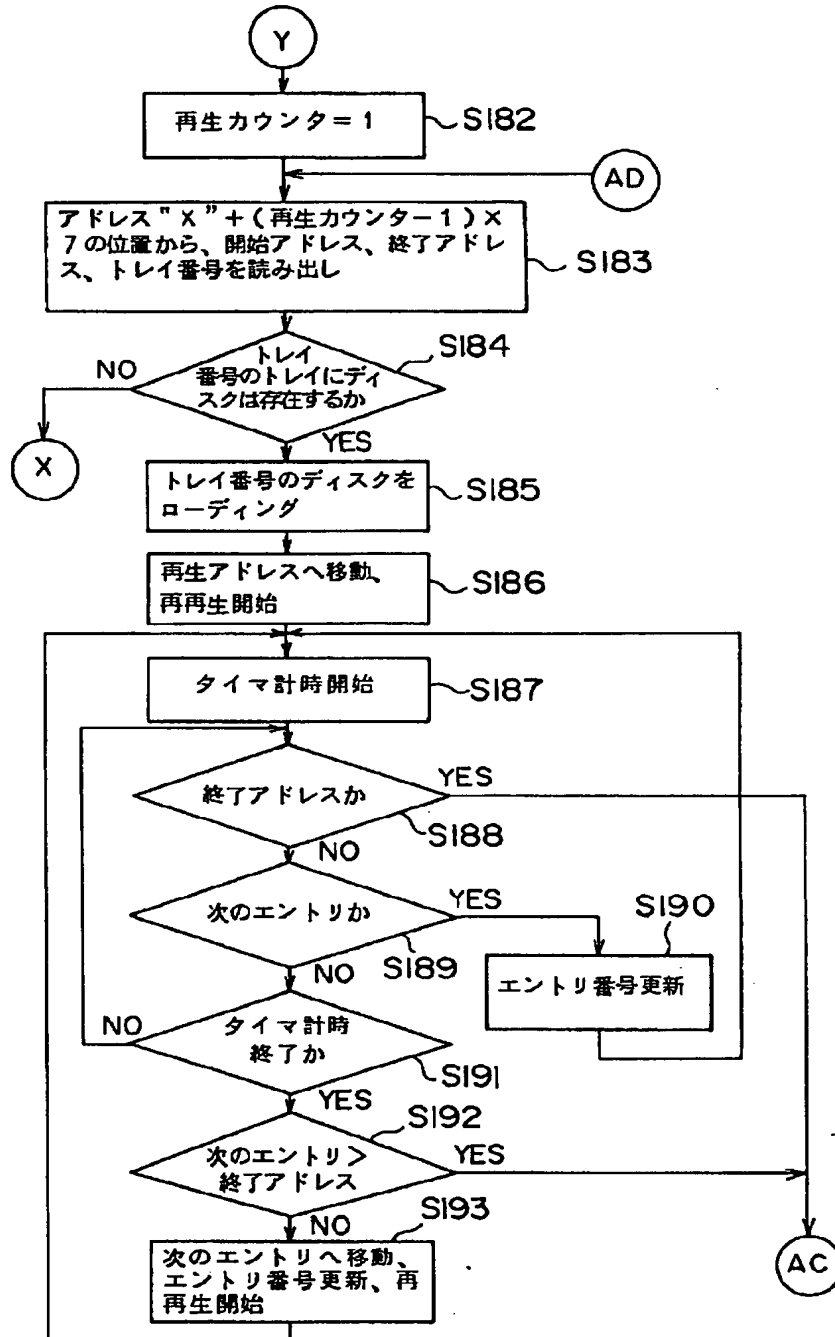 Y
再生カウンタ＝1
S182
AD
アドレス"X"+(再生カウンター1)×
7の位置から、開始アドレス、終了アドレ
ス、トレイ番号を読み出し
S183
トレイ
番号のトレイにディ
スクは存在するか
S184
NO
YES
X
トレイ番号のディスクを
ローディング
S185
再生アドレスへ移動、
再再生開始
S186
タイマ計時開始
S187
終了アドレスか
YES
S188
NO
次のエントリか
YES
S189
S190
NO
エントリ番号更新
タイマ計時
終了か
NO
S191
YES
S192
次のエントリ＞
終了アドレス
YES
NO
S193
次のエントリへ移動、
エントリ番号更新、再
再生開始
AC